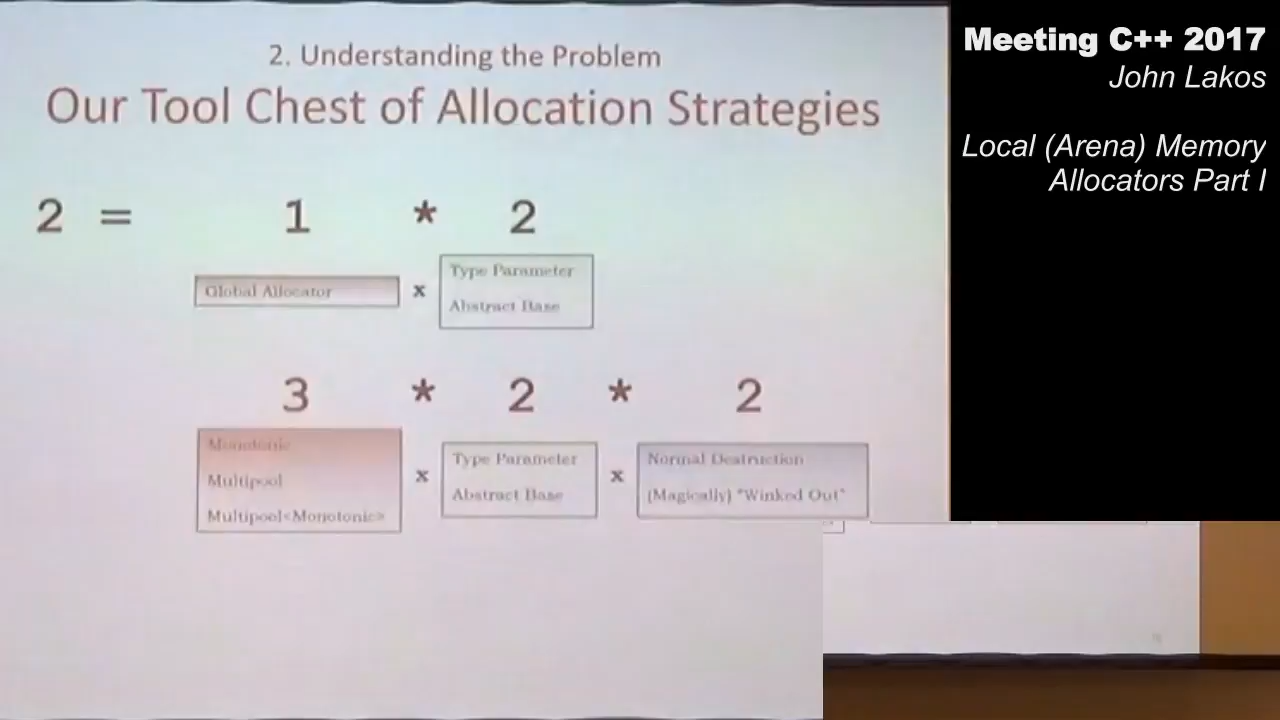 2. Understanding the Problem
Our Tool Chest of Allocation Strategies
2 = 1 * 2
Global Allocator x Type Parameter
Abstract Base
3 * 2 * 2
Monotonic
Multipool
Multipool<Monotonic>
x
Type Parameter
Abstract Base
x
Normal Destruction
(Magically) "Winked Out"
Meeting C++ 2017
John Lakos
Local (Arena) Memory
Allocators Part I